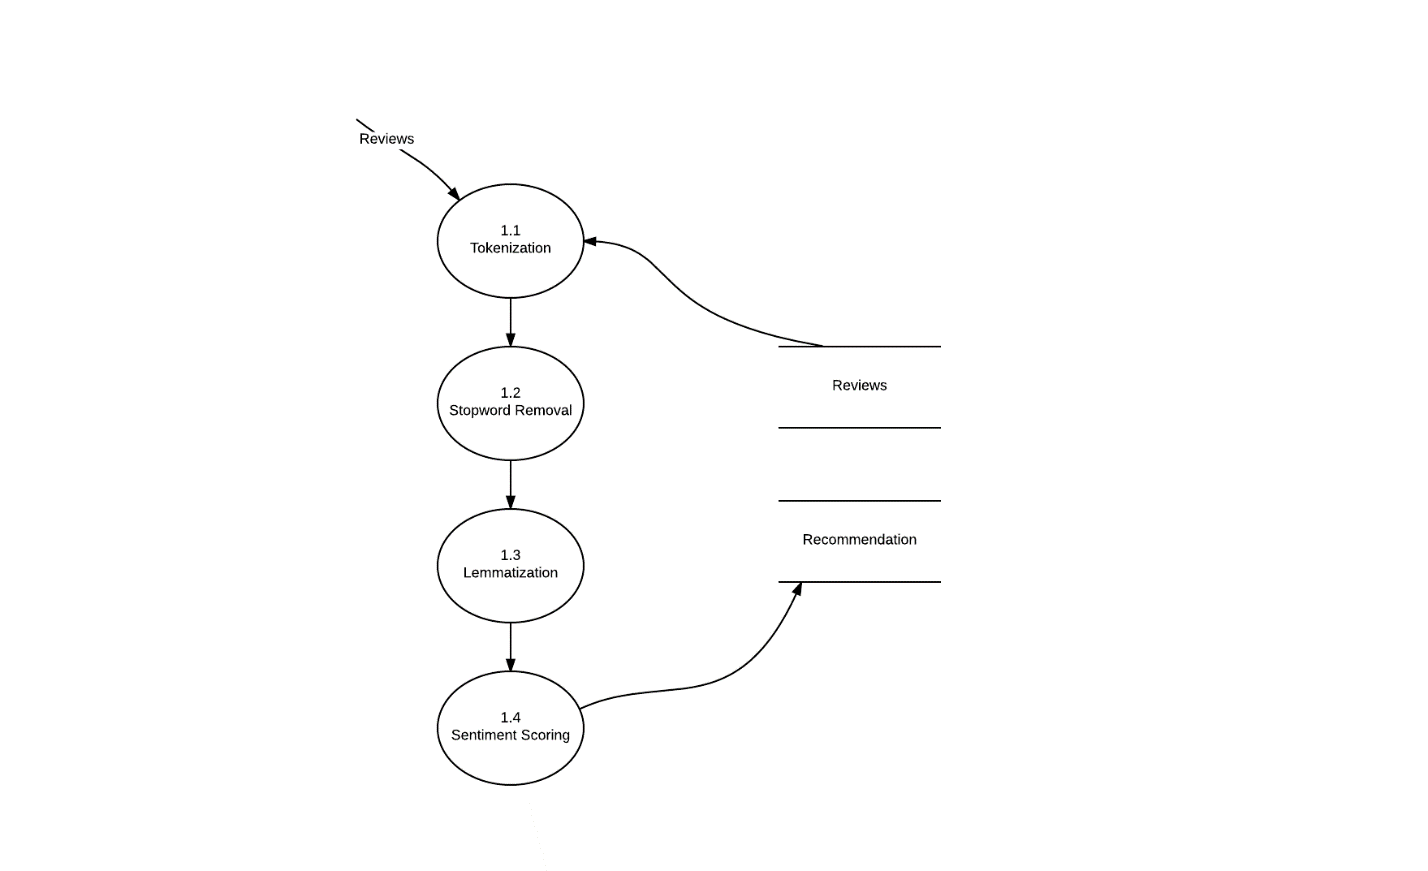 Reviews
1.1
Tokenization
1.2
Stopword Removal
Reviews
1.3
Lemmatization
Recommendation
1.4
Sentiment Scoring